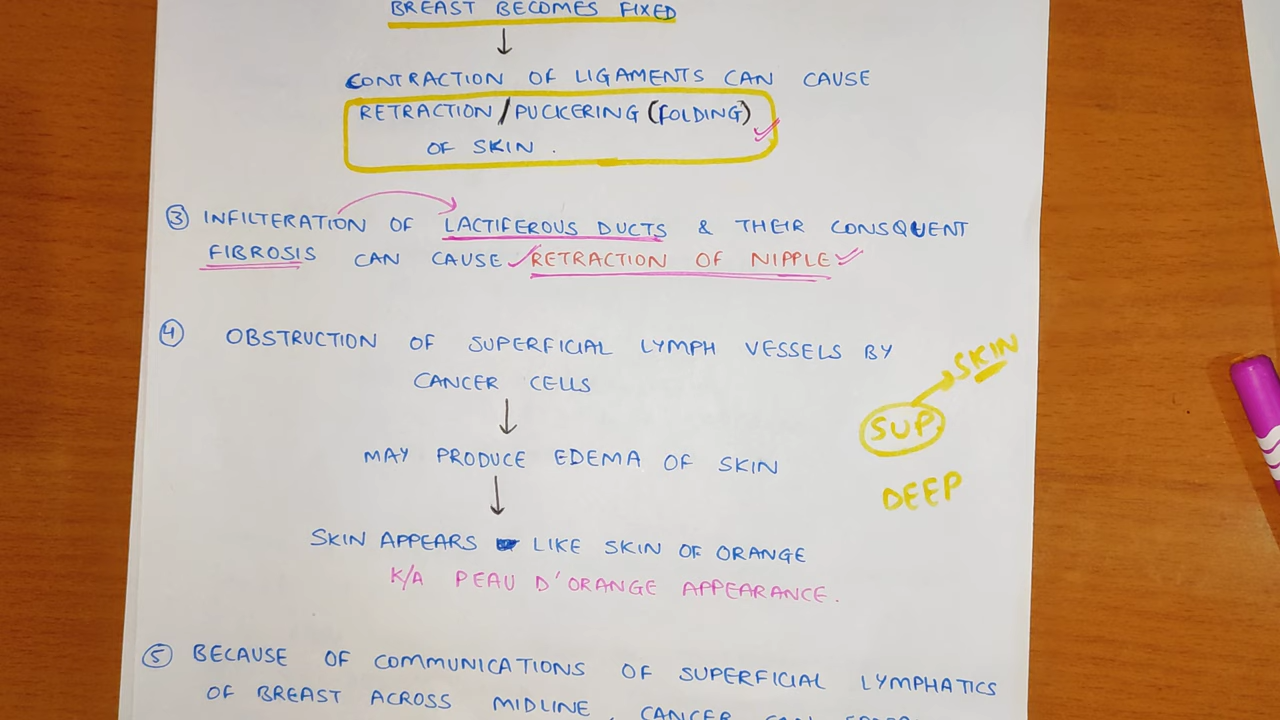 BREAST BECOMES FIXED
CONTRACTION OF LIGAMENTS CAN CAUSE
RETRACTION/PUCKERING (FOLDING)
OF SKIN.
③ INFILTERATION OF LACTIFEROUS DUCTS & THEIR CONSQUENT
FIBROSIS CAN CAUSE RETRACTION OF NIPPLE
④ OBSTRUCTION OF SUPERFICIAL LYMPH VESSELS BY
CANCER CELLS
MAY PRODUCE EDEMA OF SKIN
SKIN APPEARS LIKE SKIN OF ORANGE
K/A PEAU D'ORANGE APPEARANCE.
SKIN
SUP
DEEP
⑤ BECAUSE OF COMMUNICATIONS OF SUPERFICIAL LYMPHATICS
OF BREAST ACROSS MIDLINE, CANCER CAN